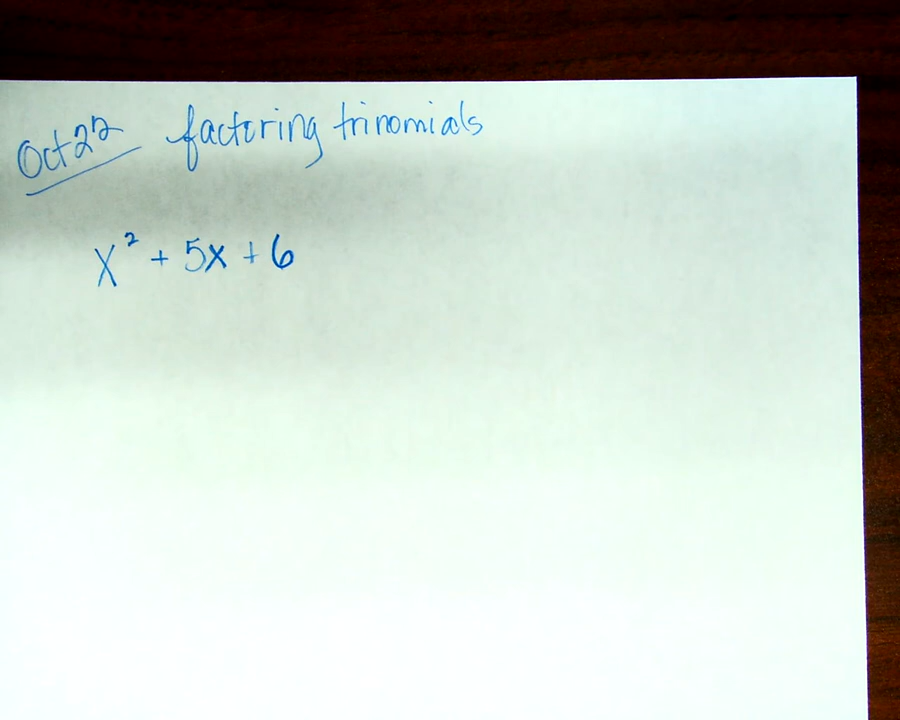 Oct 22 factoring trinomials
x² + 5x + 6